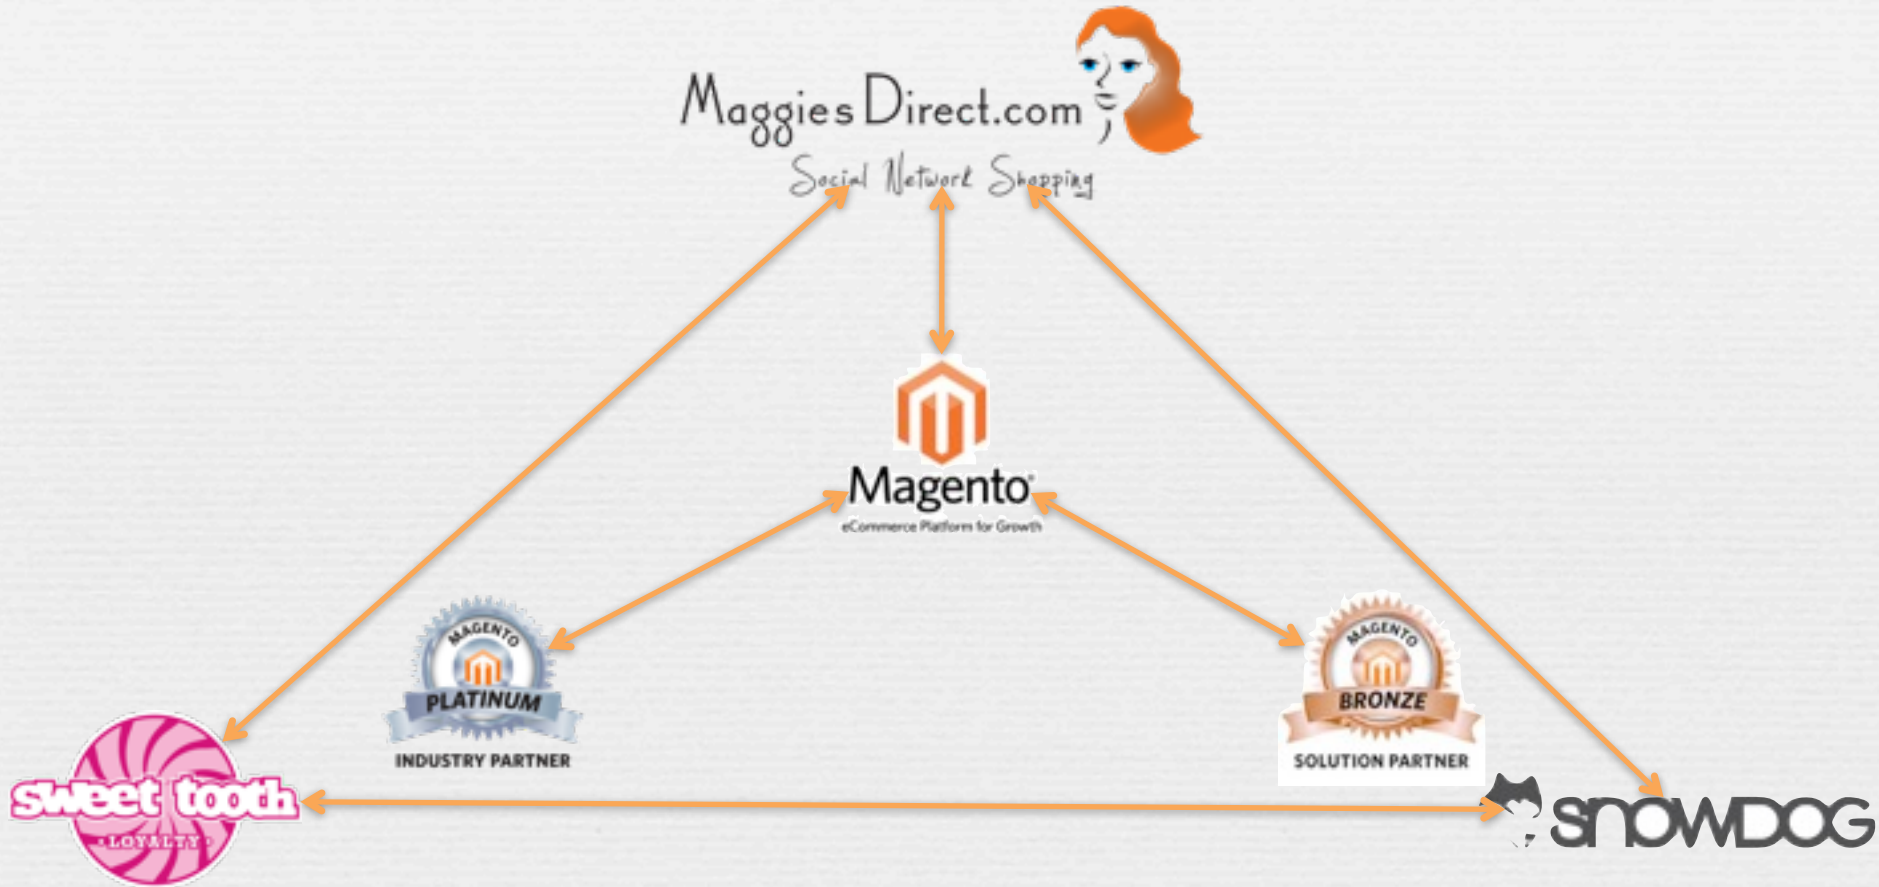 MaggiesDirect.com
Social Network Shopping
Magento
eCommerce Platform for Growth
MAGENTO
PLATINUM
INDUSTRY PARTNER
MAGENTO
BRONZE
SOLUTION PARTNER
sweet tooth
LOYALTY
SNOWDOG